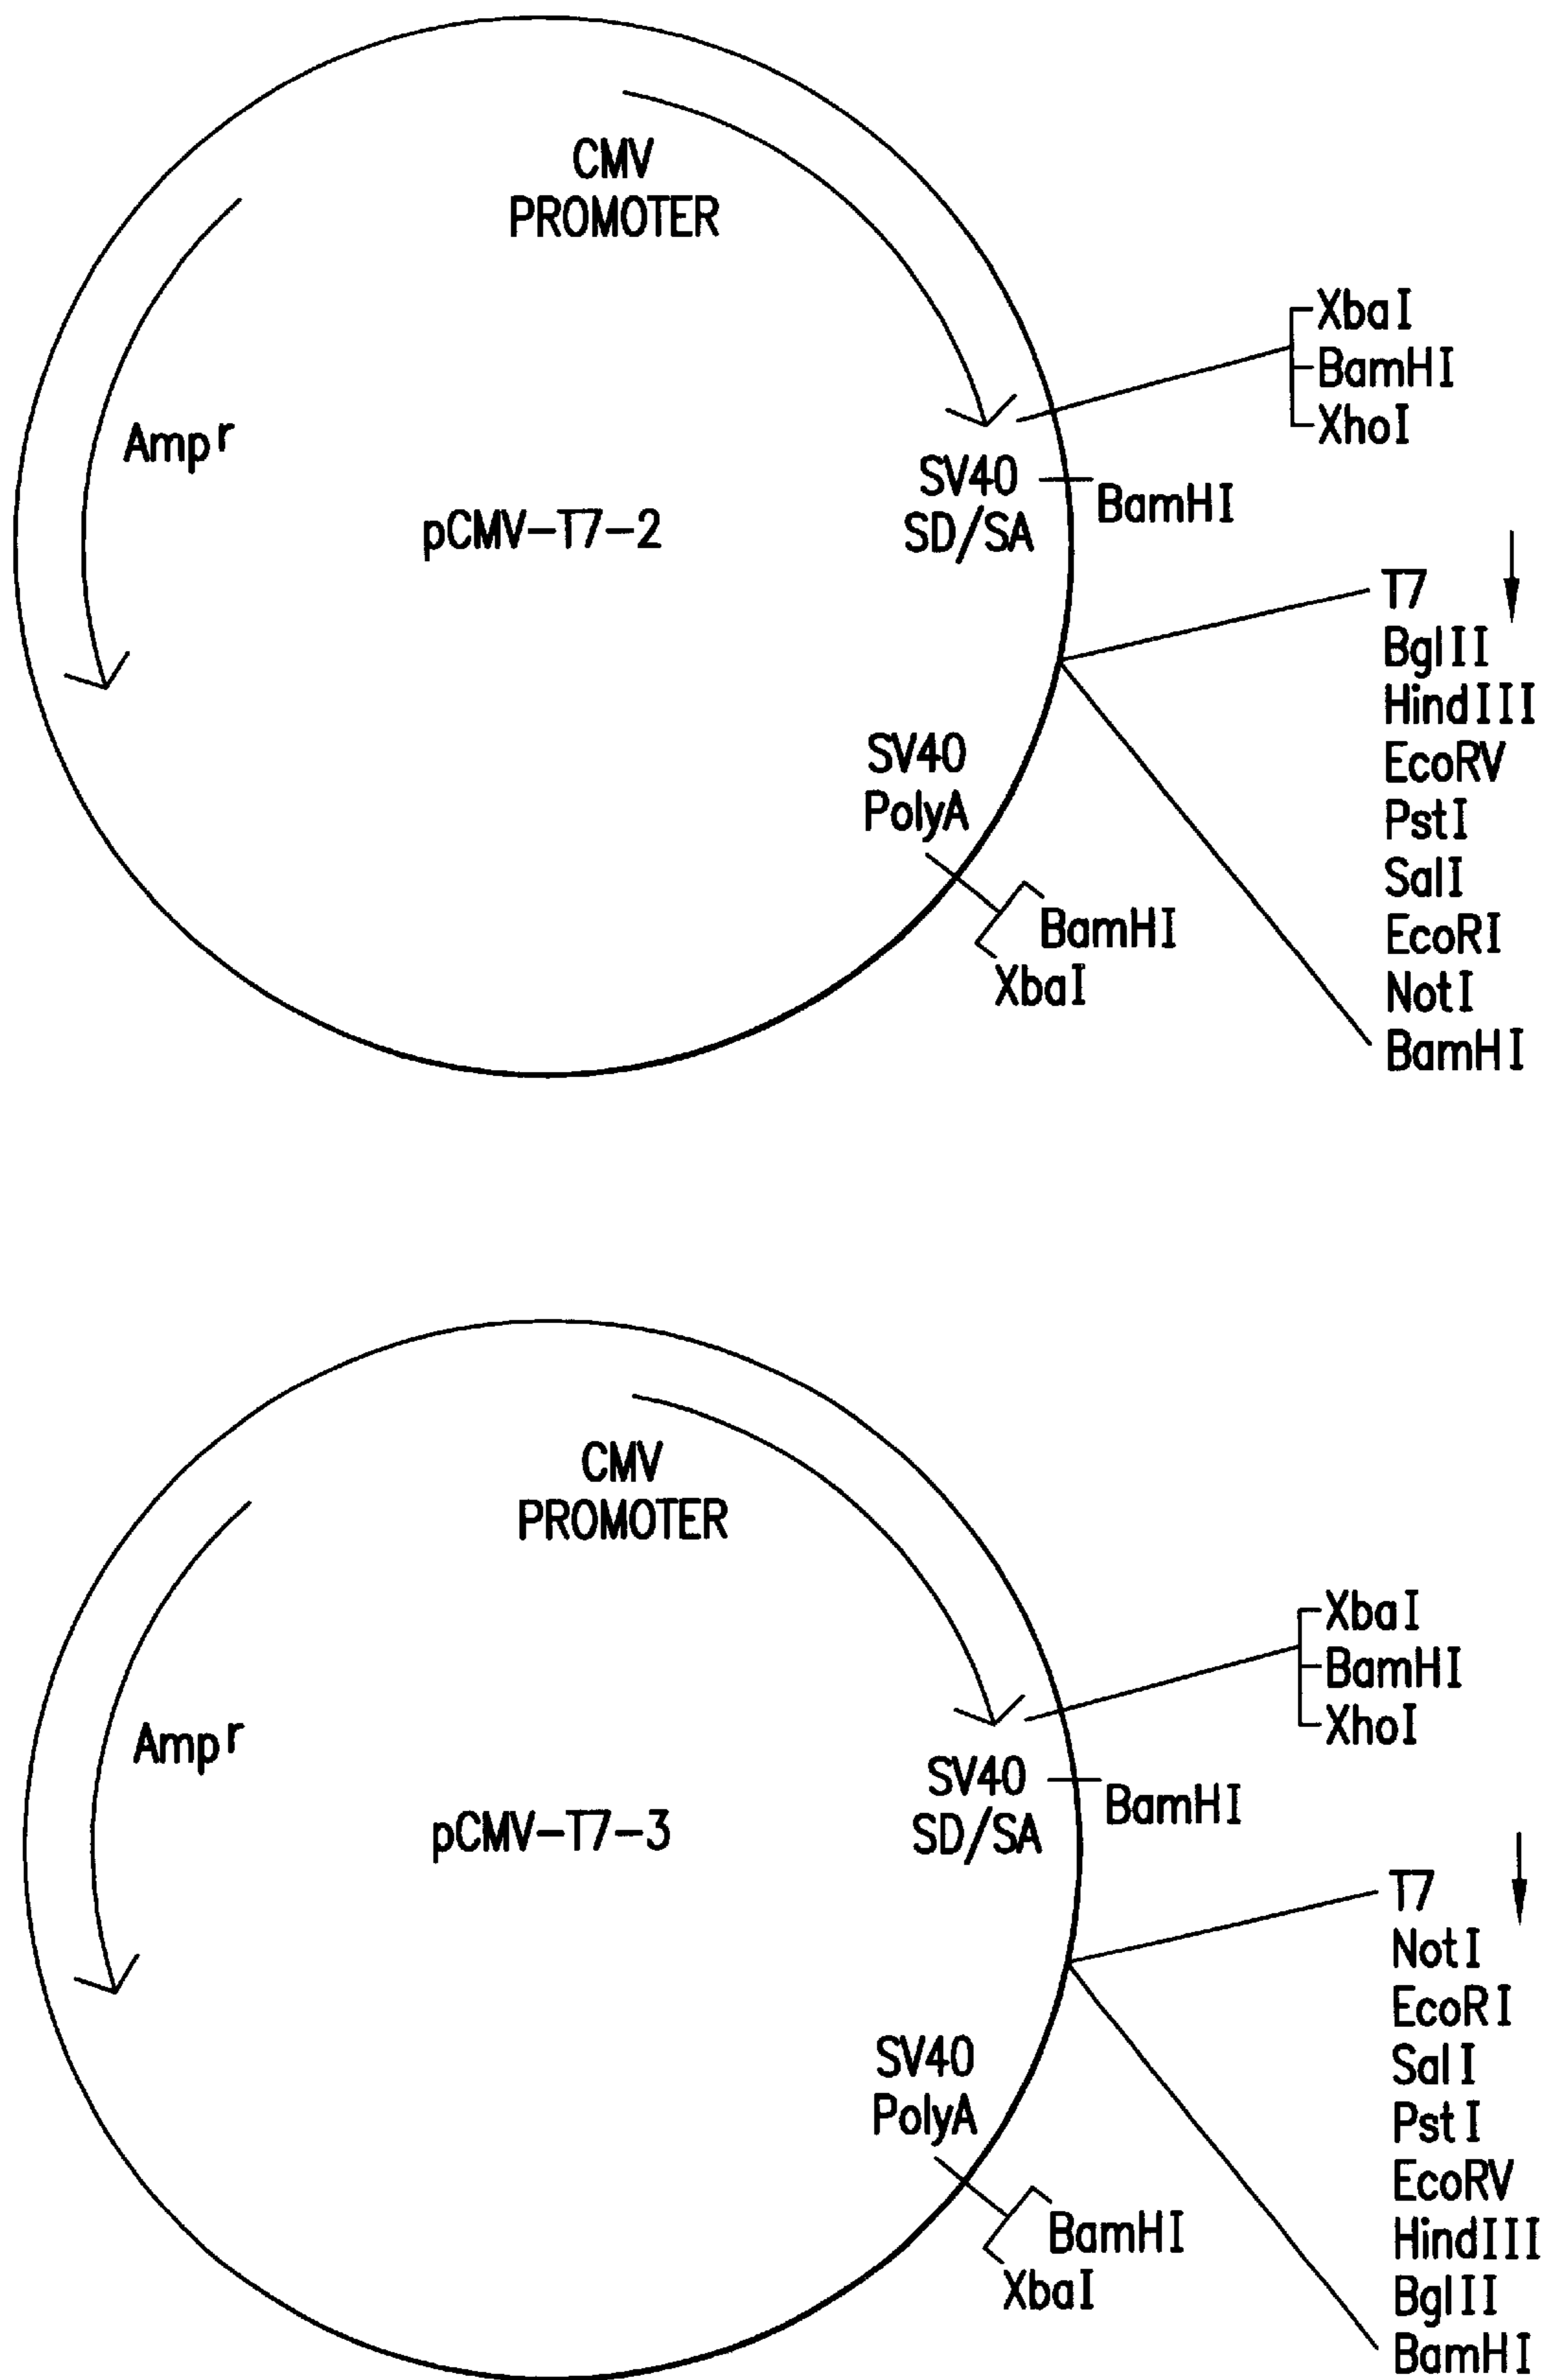 CMV
PROMOTER
XbaI
BamHI
XhoI
Ampr
SV40
SD/SA
BamHI
pCMV-T7-2
T7
BglII
HindIII
EcoRV
PstI
SalI
EcoRI
NotI
BamHI
SV40
PolyA
BamHI
XbaI
CMV
PROMOTER
XbaI
BamHI
XhoI
Ampr
SV40
SD/SA
BamHI
pCMV-T7-3
T7
NotI
EcoRI
SalI
PstI
EcoRV
HindIII
BglII
BamHI
SV40
PolyA
BamHI
XbaI